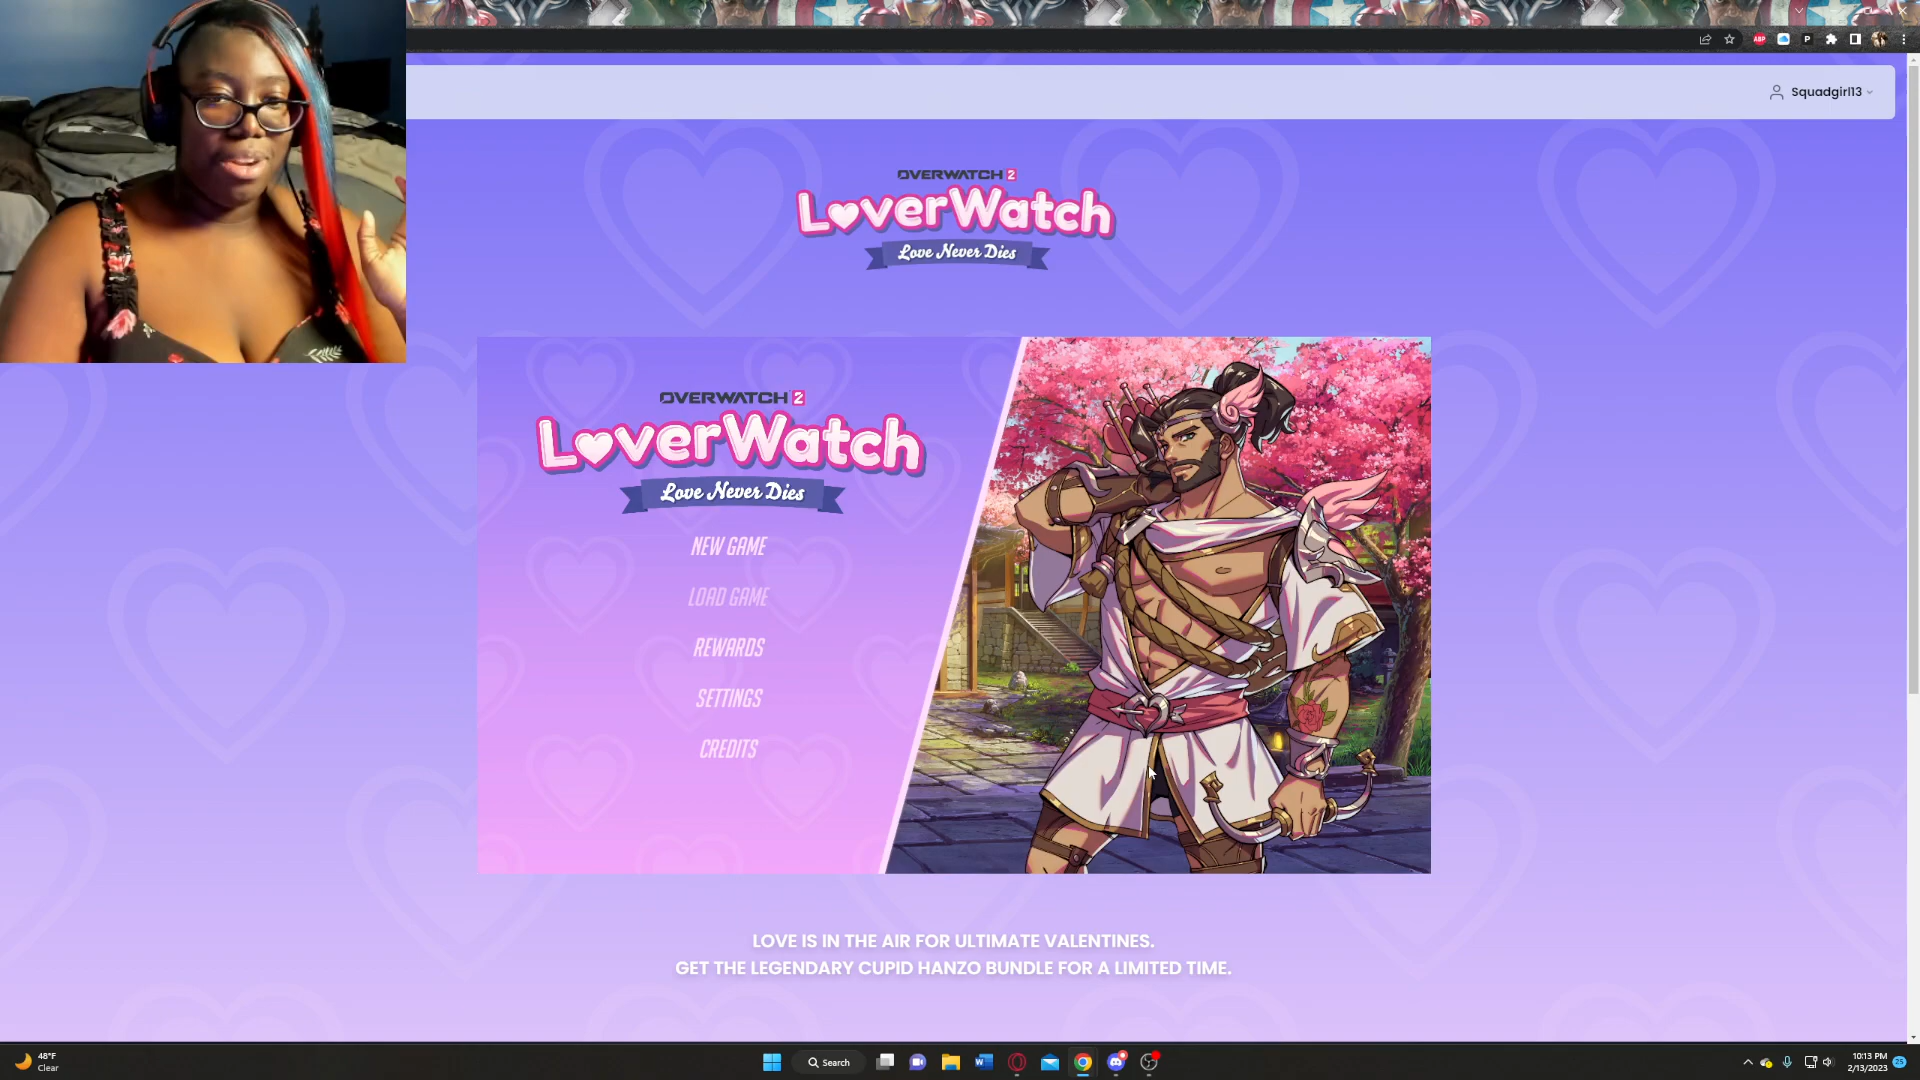 Squadgirl13
OVERWATCH 2
LoverWatch
Love Never Dies
OVERWATCH 2
LoverWatch
Love Never Dies
NEW GAME
LOAD GAME
REWARDS
SETTINGS
CREDITS
LOVE IS IN THE AIR FOR ULTIMATE VALENTINES.
GET THE LEGENDARY CUPID HANZO BUNDLE FOR A LIMITED TIME.
ABP
P
48°F
Clear
Search
W
10:13 PM
2/13/2023
25